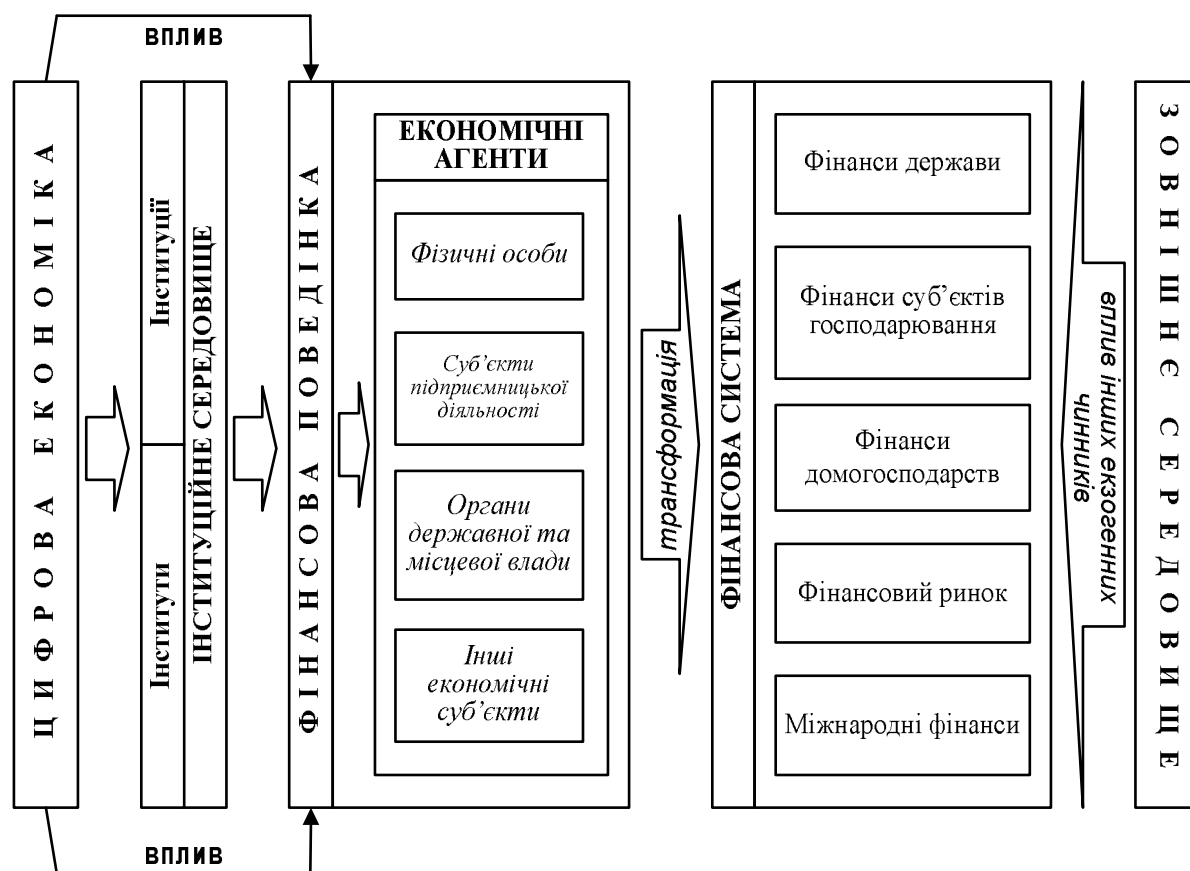 ВПЛИВ
ЦИФРОВА ЕКОНОМІКА
Інституції
Інститути
ІНСТИТУЦІЙНЕ СЕРЕДОВИЩЕ
ФІНАНСОВА ПОВЕДІНКА
ЕКОНОМІЧНІ
АГЕНТИ
Фізичні особи
Суб’єкти
підприємницької
діяльності
Органи
державної та
місцевої влади
Інші
економічні
суб’єкти
трансформація
ФІНАНСОВА СИСТЕМА
Фінанси держави
Фінанси суб’єктів
господарювання
Фінанси
домогосподарств
Фінансовий ринок
Міжнародні фінанси
вплив інших екзогенних
чинників
ЗОВНІШНЄ СЕРЕДОВИЩЕ
ВПЛИВ